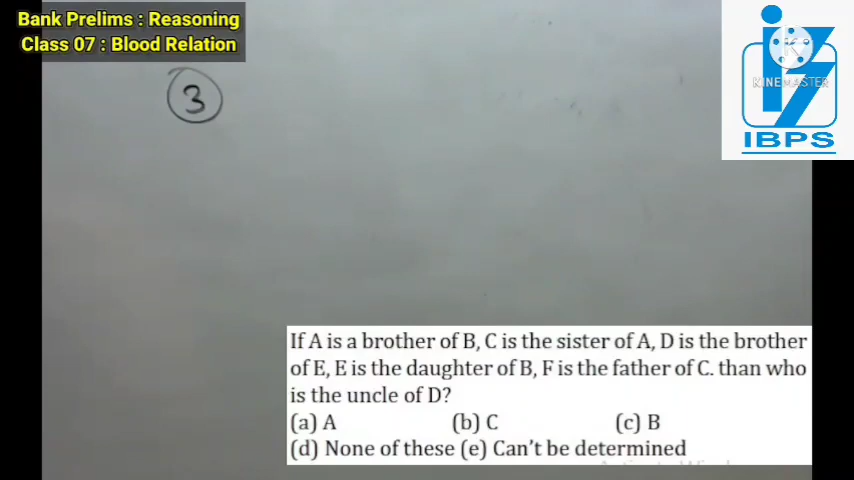 Bank Prelims : Reasoning
Class 07 : Blood Relation
3
KINEMASTER
IBPS
If A is a brother of B, C is the sister of A, D is the brother
of E, E is the daughter of B, F is the father of C. than who
is the uncle of D?
(a) A (b) C (c) B
(d) None of these (e) Can't be determined